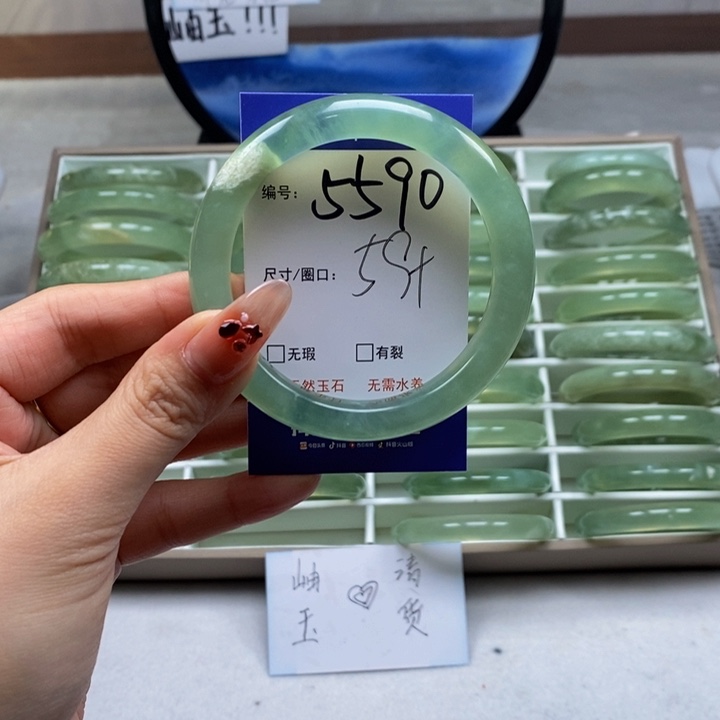 岫玉!!!
编号: 5590
尺寸/圈口: 58+
□无瑕 □有裂
天然玉石 无需水养
岫玉 ♡ 清货